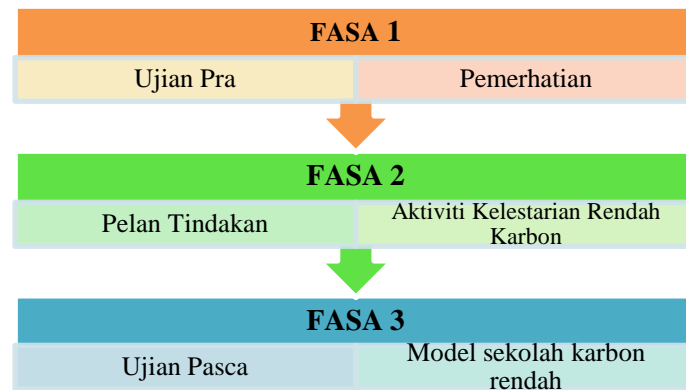 FASA 1
Ujian Pra
Pemerhatian
FASA 2
Pelan Tindakan
Aktiviti Kelestarian Rendah
Karbon
FASA 3
Ujian Pasca
Model sekolah karbon
rendah